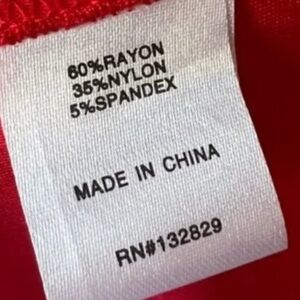 60%RAYON
35%NYLON
5%SPANDEX
MADE IN CHINA
RN#132829